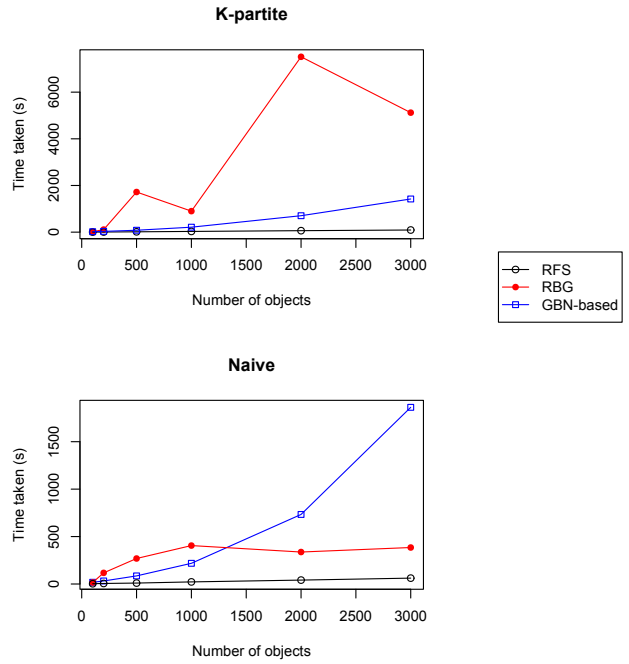 K-partite
Time taken (s)
0 2000 4000 6000
0 500 1000 1500 2000 2500 3000
Number of objects
RFS
RBG
GBN-based
Naive
Time taken (s)
0 500 1000 1500
0 500 1000 1500 2000 2500 3000
Number of objects